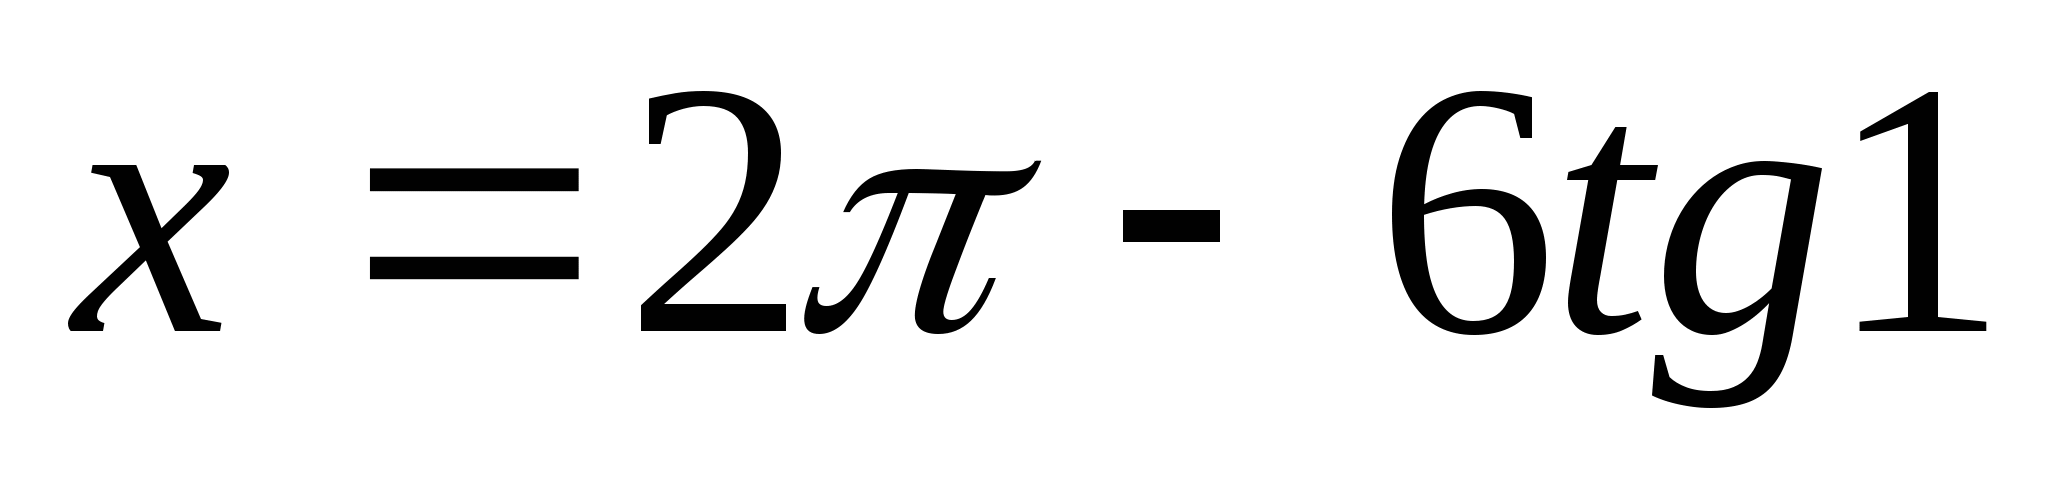 x = 2π - 6tg1